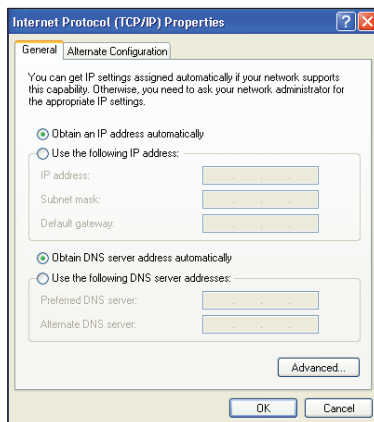 Internet Protocol (TCP/IP) Properties
General
Alternate Configuration
You can get IP settings assigned automatically if your network supports
this capability. Otherwise, you need to ask your network administrator for
the appropriate IP settings.
Obtain an IP address automatically
Use the following IP address:
IP address:
Subnet mask:
Default gateway:
Obtain DNS server address automatically
Use the following DNS server addresses:
Preferred DNS server:
Alternate DNS server:
Advanced...
OK
Cancel